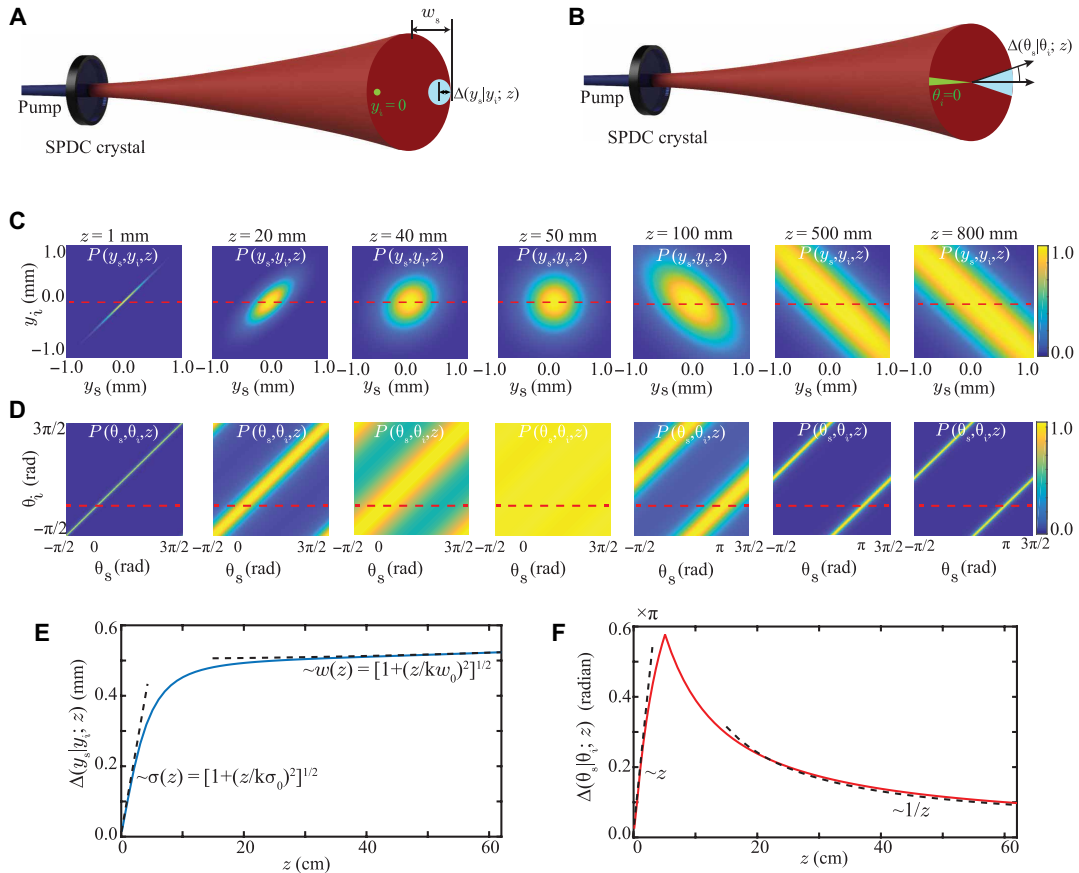 A
w_s
Δ(y_s|y_i; z)
y_i=0
Pump
SPDC crystal
B
Δ(θ_s|θ_i; z)
θ_i=0
Pump
SPDC crystal
C
z = 1 mm z = 20 mm z = 40 mm z = 50 mm z = 100 mm z = 500 mm z = 800 mm
P(y_s,y_i,z) P(y_s,y_i,z) P(y_s,y_i,z) P(y_s,y_i,z) P(y_s,y_i,z) P(y_s,y_i,z) P(y_s,y_i,z)
y_i (mm)
1.0
0.0
−1.0
1.0
0.0
−1.0 0.0 1.0 −1.0 0.0 1.0 −1.0 0.0 1.0 −1.0 0.0 1.0 −1.0 0.0 1.0 −1.0 0.0 1.0 −1.0 0.0 1.0
y_s (mm) y_s (mm) y_s (mm) y_s (mm) y_s (mm) y_s (mm) y_s (mm)
D
P(θ_s,θ_i,z) P(θ_s,θ_i,z) P(θ_s,θ_i,z) P(θ_s,θ_i,z) P(θ_s,θ_i,z) P(θ_s,θ_i,z) P(θ_s,θ_i,z)
θ_i (rad)
3π/2
−π/2
1.0
0.0
−π/2 0 3π/2 −π/2 0 3π/2 −π/2 0 3π/2 −π/2 0 3π/2 −π/2 π 3π/2 −π/2 π 3π/2 −π/2 π 3π/2
θ_s (rad) θ_s (rad) θ_s (rad) θ_s (rad) θ_s (rad) θ_s (rad) θ_s (rad)
E
Δ(y_s|y_i; z) (mm)
0.6
0.4
0.2
0.0
~w(z) = [1+(z/kw_0)²]^1/2
~σ(z) = [1+(z/kσ_0)²]^1/2
0 20 40 60
z (cm)
F
×π
Δ(θ_s|θ_i; z) (radian)
0.6
0.4
0.2
0.0
~z
~1/z
0 20 40 60
z (cm)